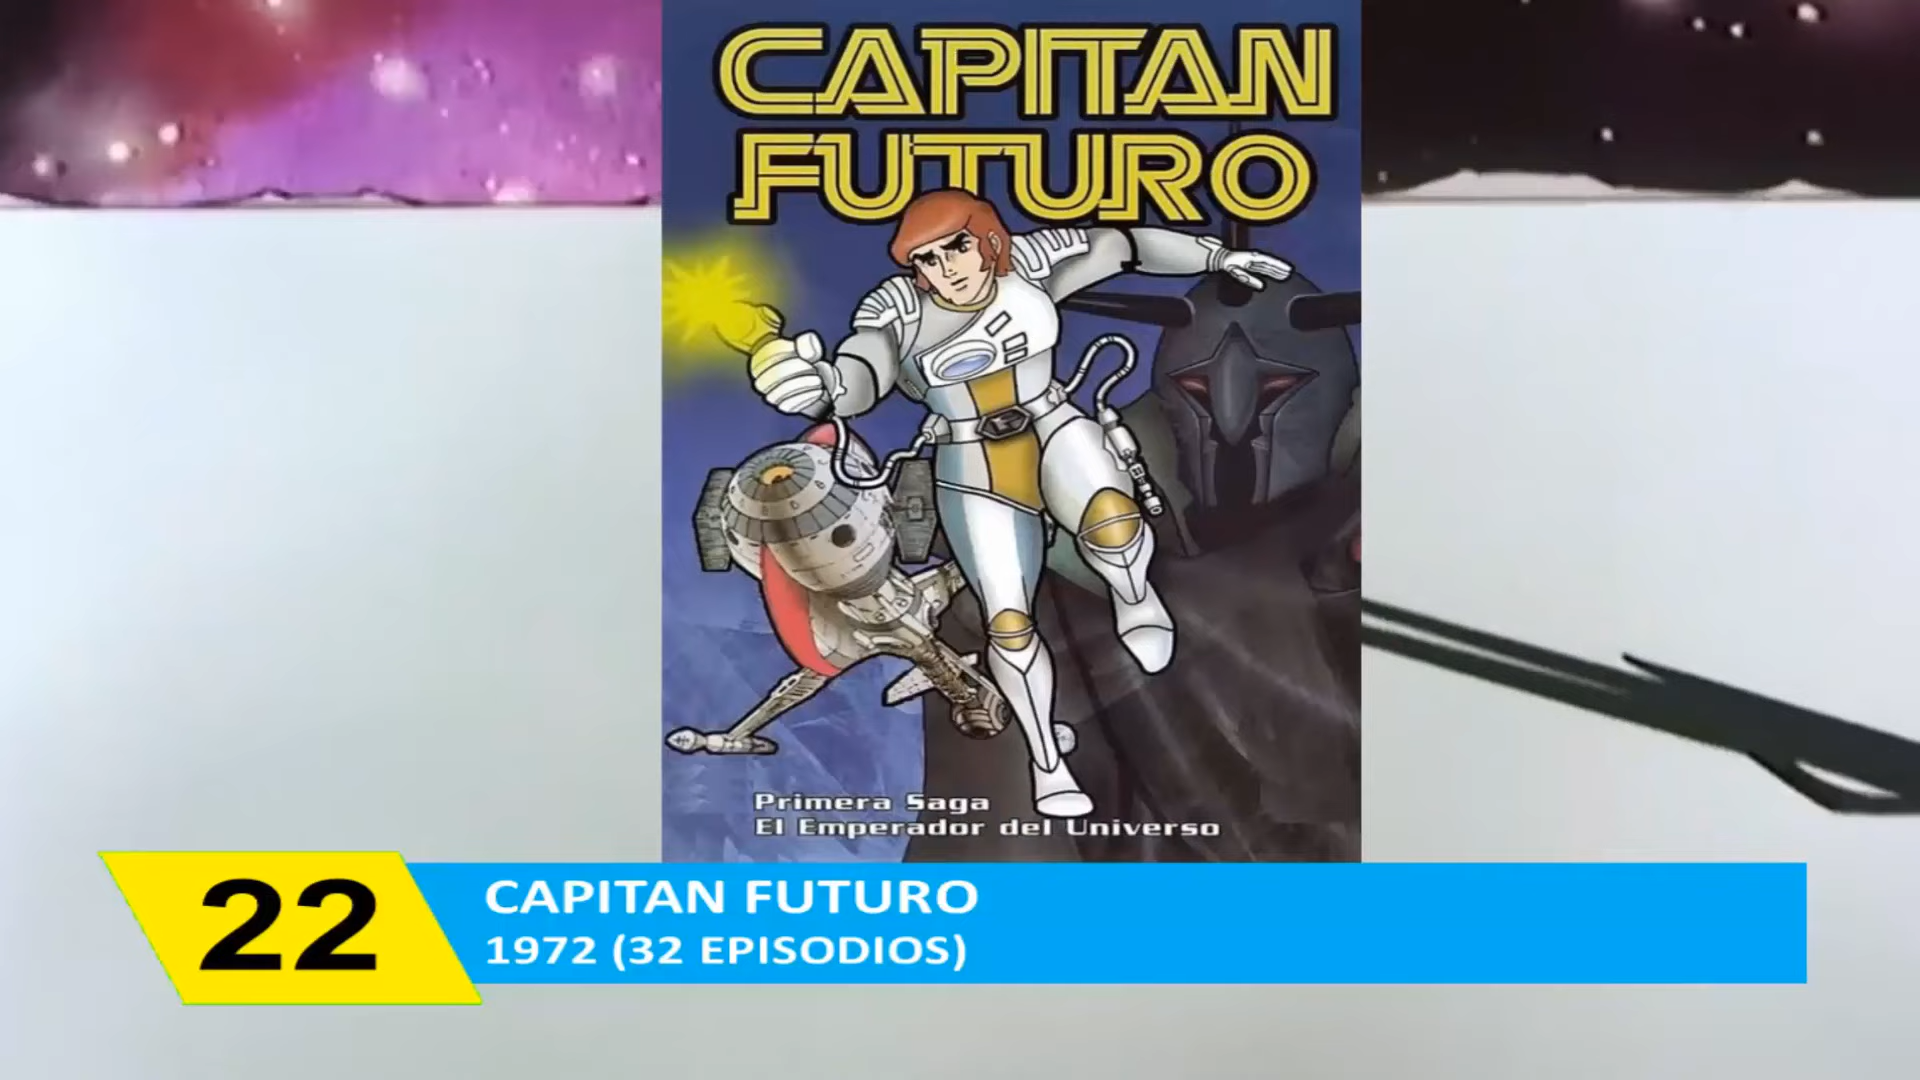 CAPITAN
FUTURO
Primera Saga
El Emperador del Universo
22
CAPITAN FUTURO
1972 (32 EPISODIOS)